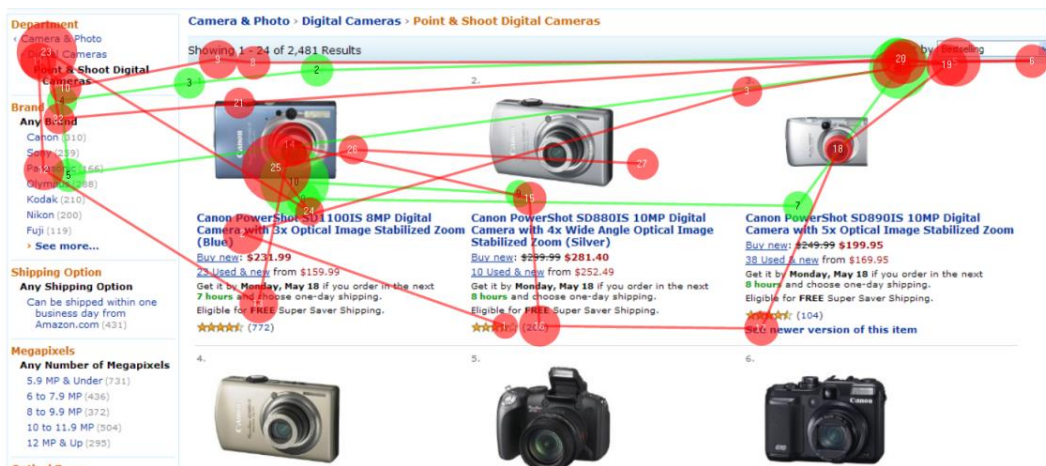 Department
‹ Camera & Photo
‹ Digital Cameras
Point & Shoot Digital
Cameras
Brand
Any Brand
Canon (310)
Sony (259)
Panasonic (166)
Olympus (288)
Kodak (210)
Nikon (200)
Fuji (119)
› See more...
Shipping Option
Any Shipping Option
Can be shipped within one
business day from
Amazon.com (431)
Megapixels
Any Number of Megapixels
5.9 MP & Under (731)
6 to 7.9 MP (436)
8 to 9.9 MP (372)
10 to 11.9 MP (504)
12 MP & Up (295)
Camera & Photo › Digital Cameras › Point & Shoot Digital Cameras
Showing 1 - 24 of 2,481 Results
by Bestselling
2.
Canon PowerShot SD1100IS 8MP Digital
Camera with 3x Optical Image Stabilized Zoom
(Blue)
Buy new: $231.99
23 Used & new from $159.99
Get it by Monday, May 18 if you order in the next
7 hours and choose one-day shipping.
Eligible for FREE Super Saver Shipping.
(772)
Canon PowerShot SD880IS 10MP Digital
Camera with 4x Wide Angle Optical Image
Stabilized Zoom (Silver)
Buy new: $299.99 $281.40
10 Used & new from $252.49
Get it by Monday, May 18 if you order in the next
8 hours and choose one-day shipping.
Eligible for FREE Super Saver Shipping.
Canon PowerShot SD890IS 10MP Digital
Camera with 5x Optical Image Stabilized Zoom
Buy new: $249.99 $199.95
38 Used & new from $169.95
Get it by Monday, May 18 if you order in the next
8 hours and choose one-day shipping.
Eligible for FREE Super Saver Shipping.
(104)
See newer version of this item
4.
5.
6.
Canon